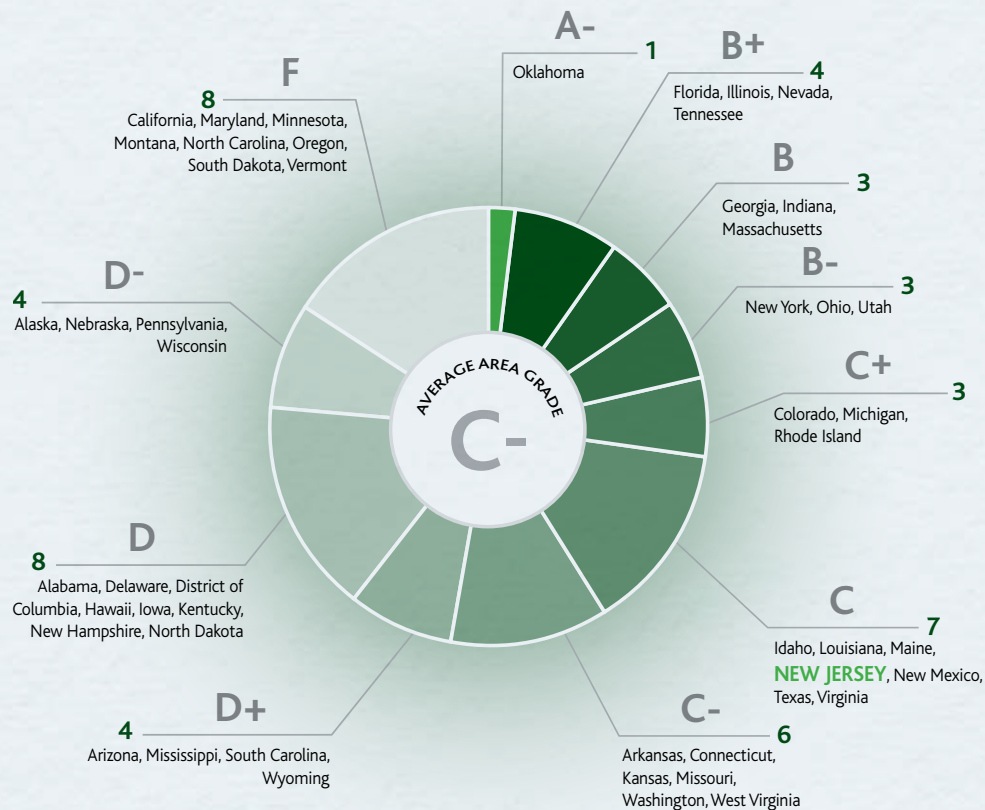 A-
1
Oklahoma
B+
4
Florida, Illinois, Nevada,
Tennessee
B
3
Georgia, Indiana,
Massachusetts
B-
3
New York, Ohio, Utah
C+
3
Colorado, Michigan,
Rhode Island
C
7
Idaho, Louisiana, Maine,
NEW JERSEY, New Mexico,
Texas, Virginia
C-
6
Arkansas, Connecticut,
Kansas, Missouri,
Washington, West Virginia
D+
4
Arizona, Mississippi, South Carolina,
Wyoming
D
8
Alabama, Delaware, District of
Columbia, Hawaii, Iowa, Kentucky,
New Hampshire, North Dakota
D-
4
Alaska, Nebraska, Pennsylvania,
Wisconsin
F
8
California, Maryland, Minnesota,
Montana, North Carolina, Oregon,
South Dakota, Vermont
AVERAGE AREA GRADE
C-